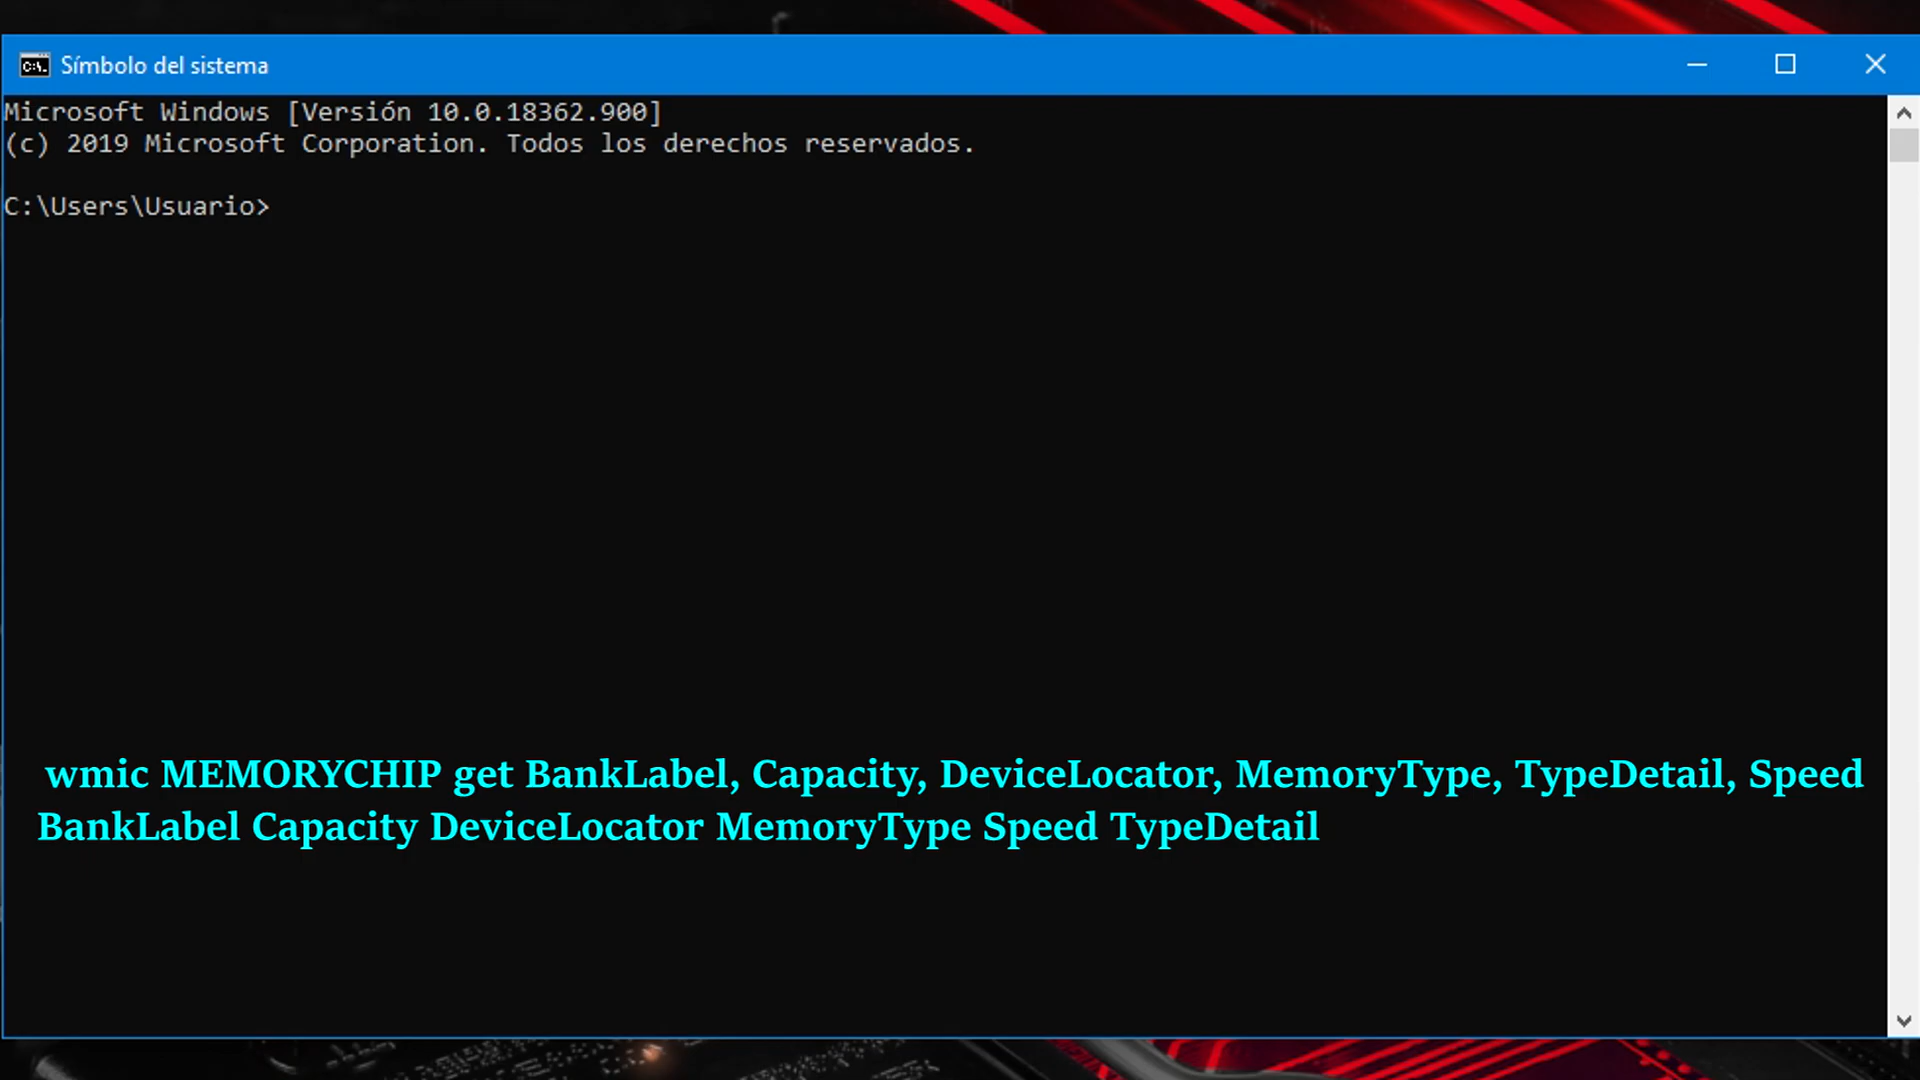 Símbolo del sistema
Microsoft Windows [Versión 10.0.18362.900]
(c) 2019 Microsoft Corporation. Todos los derechos reservados.
C:\Users\Usuario>
wmic MEMORYCHIP get BankLabel, Capacity, DeviceLocator, MemoryType, TypeDetail, Speed
BankLabel Capacity DeviceLocator MemoryType Speed TypeDetail